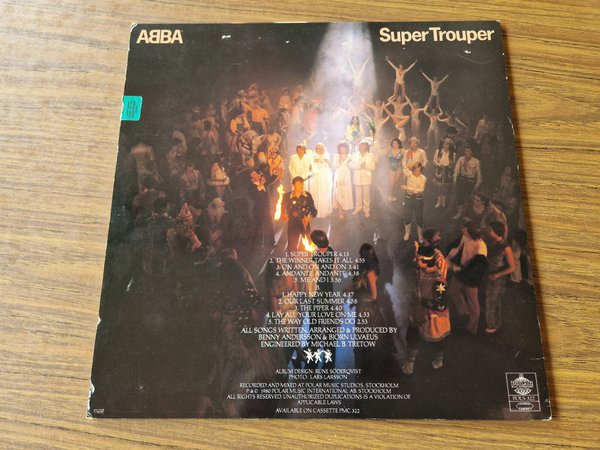 ABBA
Super Trouper
1. SUPER TROUPER 4.13
2. THE WINNER TAKES IT ALL 4.55
3. ON AND ON AND ON 3.41
4. ANDANTE, ANDANTE 4.38
5. ME AND I 3.56
II
1. HAPPY NEW YEAR 4.37
2. OUR LAST SUMMER 4.38
3. THE PIPER 4.40
4. LAY ALL YOUR LOVE ON ME 4.33
5. THE WAY OLD FRIENDS DO 2.53
ALL SONGS WRITTEN, ARRANGED & PRODUCED BY
BENNY ANDERSSON & BJÖRN ULVAEUS
ENGINEERED BY MICHAEL B. TRETOW
ALBUM DESIGN: RUNE SÖDERQVIST
PHOTO: LARS LARSSON
RECORDED AND MIXED AT POLAR MUSIC STUDIOS, STOCKHOLM
P & © 1980 POLAR MUSIC INTERNATIONAL AB, STOCKHOLM
ALL RIGHTS RESERVED. UNAUTHORIZED DUPLICATIONS IS A VIOLATION OF
APPLICABLE LAWS
AVAILABLE ON CASSETTE PMC 322
POLS 322